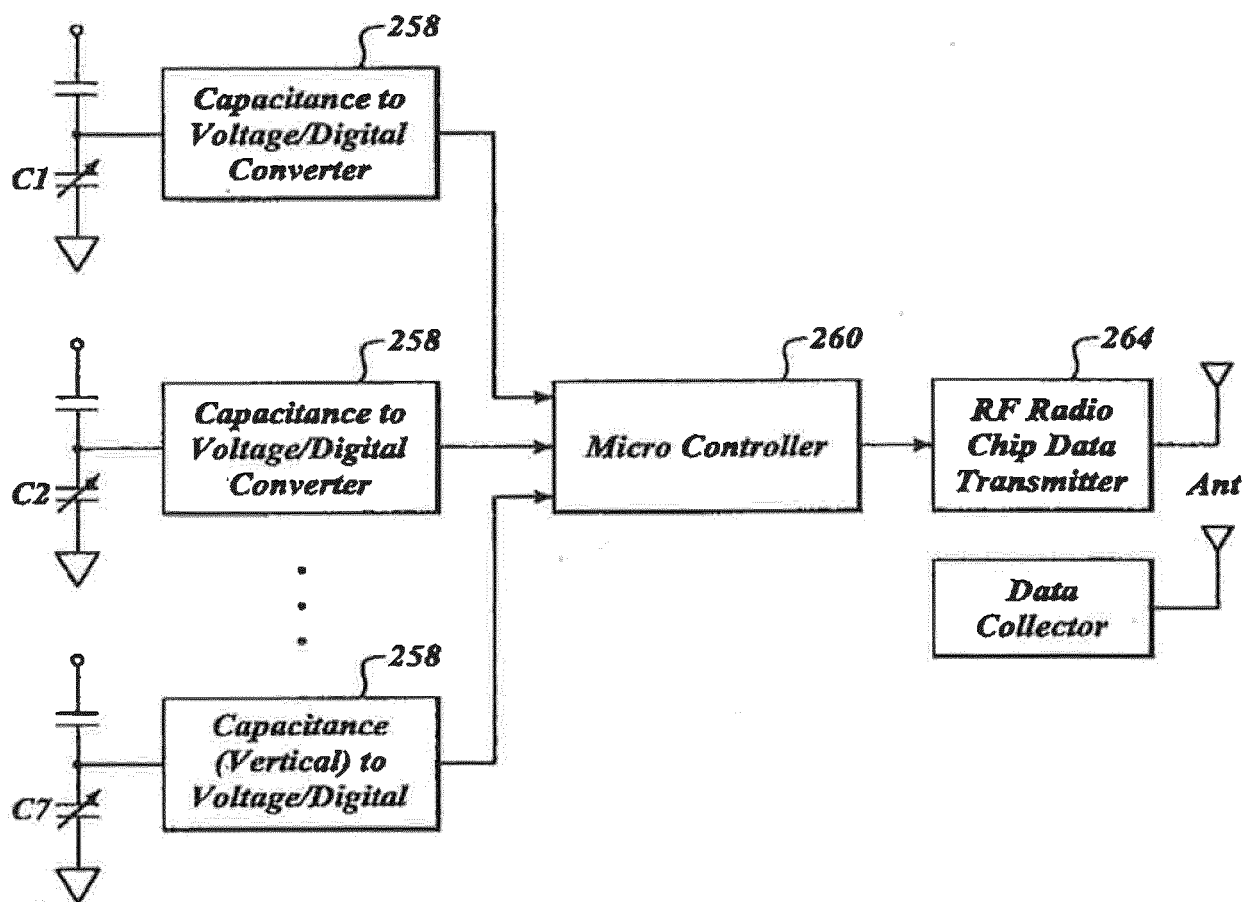 258
Capacitance to
Voltage/Digital
Converter
C1
258
Capacitance to
Voltage/Digital
Converter
C2
260
Micro Controller
264
RF Radio
Chip Data
Transmitter
Ant
Data
Collector
258
Capacitance
(Vertical) to
Voltage/Digital
C7